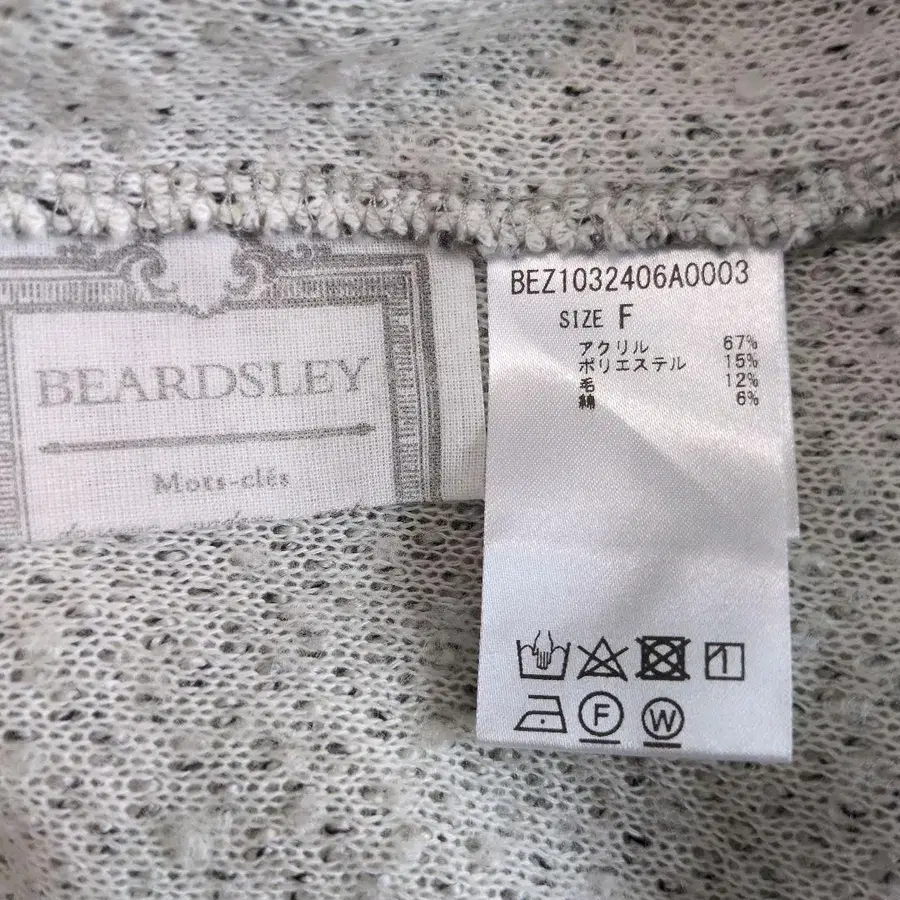 BEARDSLEY
Mots-clés
BEZ1032406A0003
SIZE F
アクリル 67%
ポリエステル 15%
毛 12%
綿 6%
1
F
W